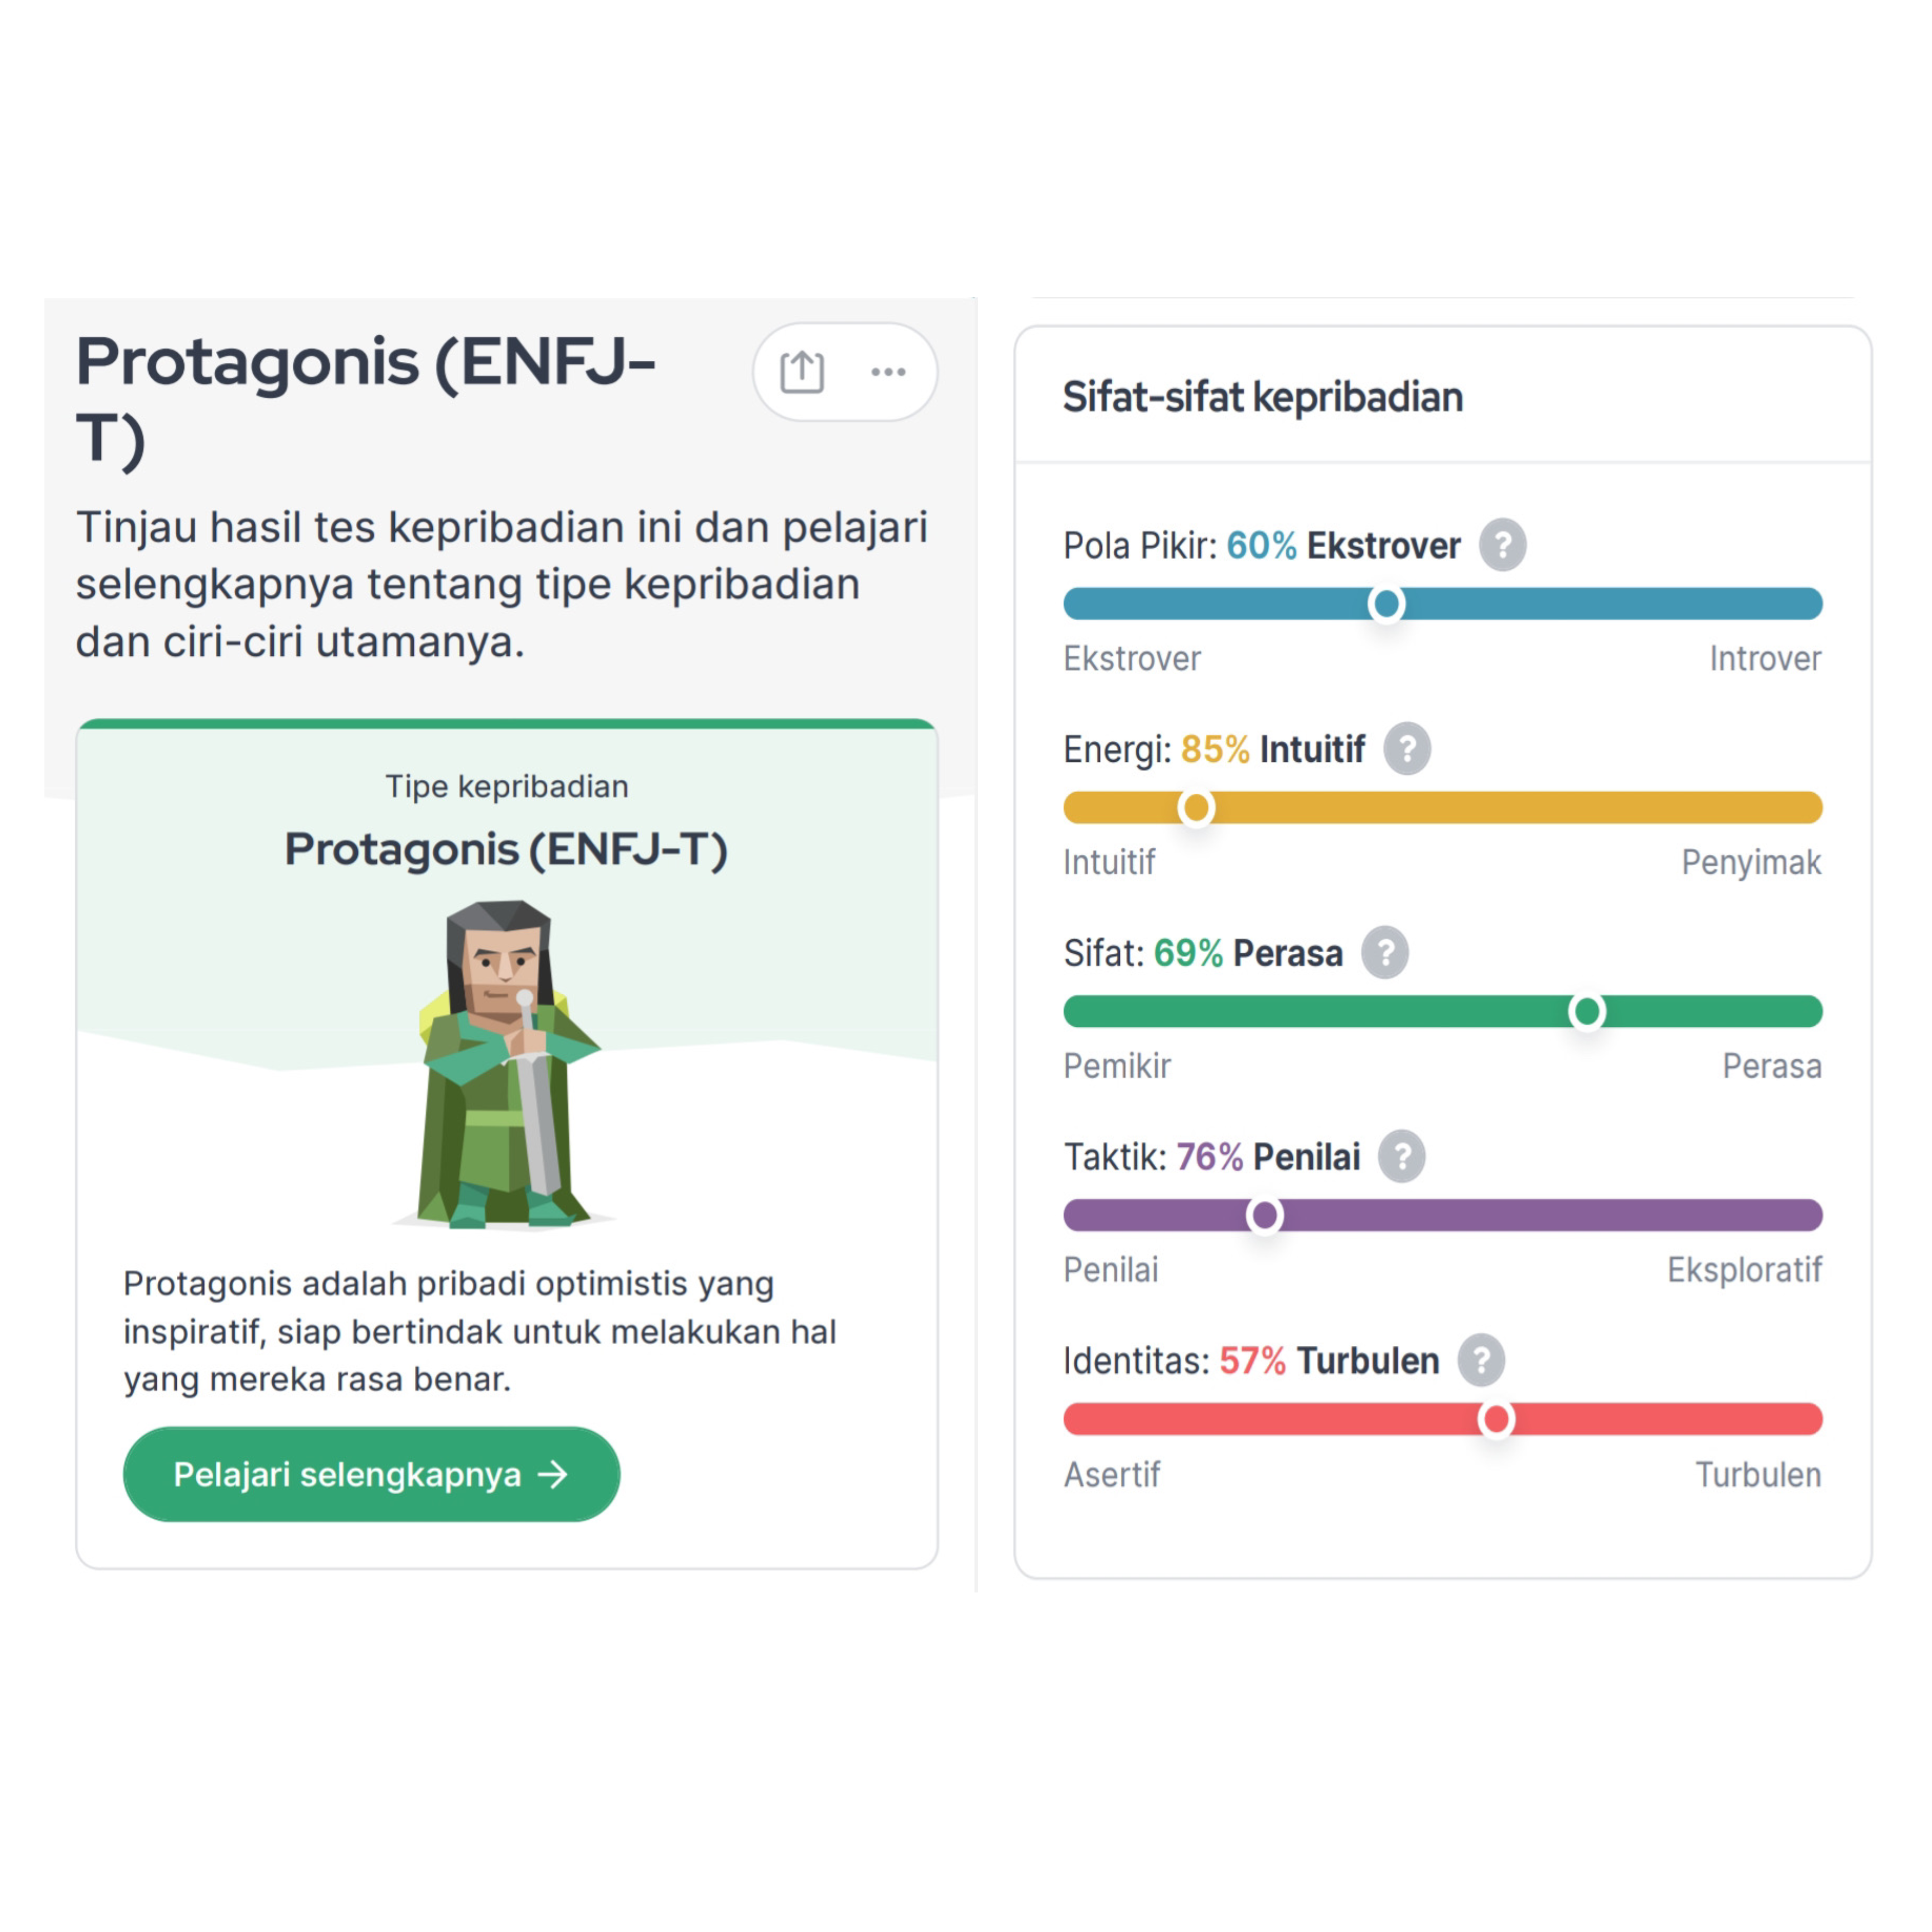 Protagonis (ENFJ-
T)
Tinjau hasil tes kepribadian ini dan pelajari
selengkapnya tentang tipe kepribadian
dan ciri-ciri utamanya.
Tipe kepribadian
Protagonis (ENFJ-T)
Protagonis adalah pribadi optimistis yang
inspiratif, siap bertindak untuk melakukan hal
yang mereka rasa benar.
Pelajari selengkapnya →
Sifat-sifat kepribadian
Pola Pikir: 60% Ekstrover ?
Ekstrover Introver
Energi: 85% Intuitif ?
Intuitif Penyimak
Sifat: 69% Perasa ?
Pemikir Perasa
Taktik: 76% Penilai ?
Penilai Eksploratif
Identitas: 57% Turbulen ?
Asertif Turbulen